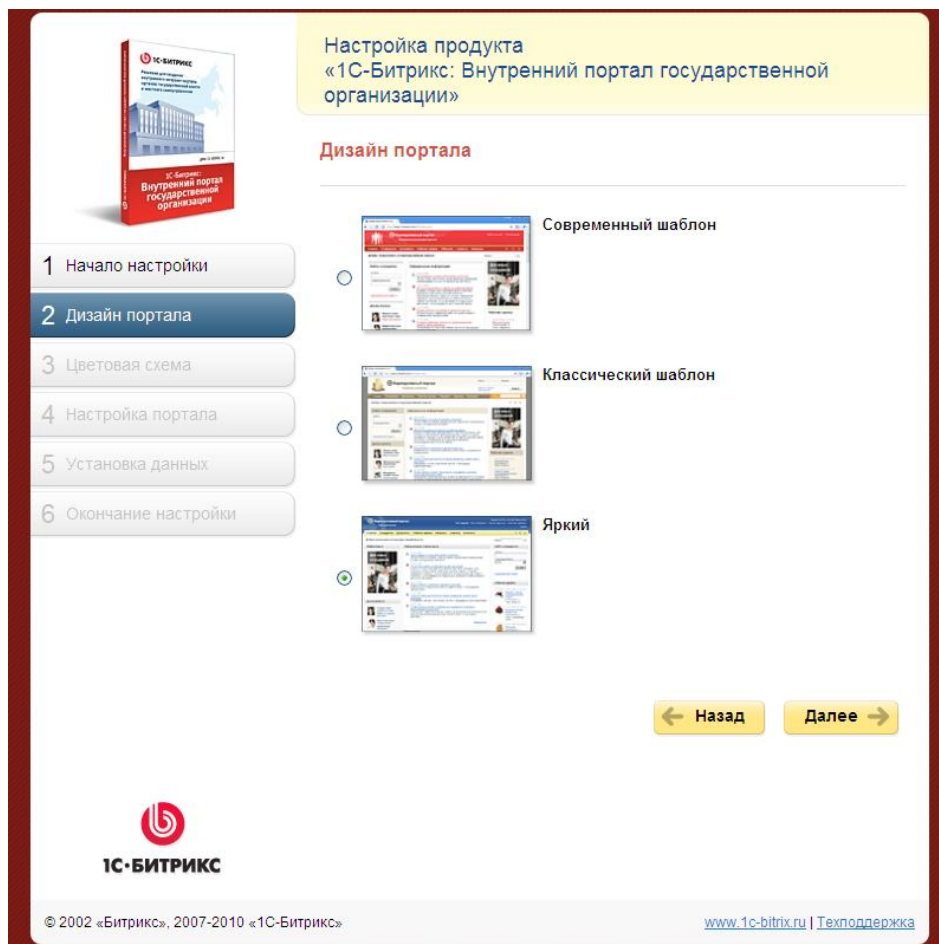 1С-БИТРИКС
1С-Битрикс:
Внутренний портал
государственной
организации
Настройка продукта
«1С-Битрикс: Внутренний портал государственной
организации»
Дизайн портала
1 Начало настройки
2 Дизайн портала
3 Цветовая схема
4 Настройка портала
5 Установка данных
6 Окончание настройки
Современный шаблон
Классический шаблон
Яркий
Назад
Далее
1С·БИТРИКС
© 2002 «Битрикс», 2007-2010 «1С-Битрикс»
www.1c-bitrix.ru | Техподдержка